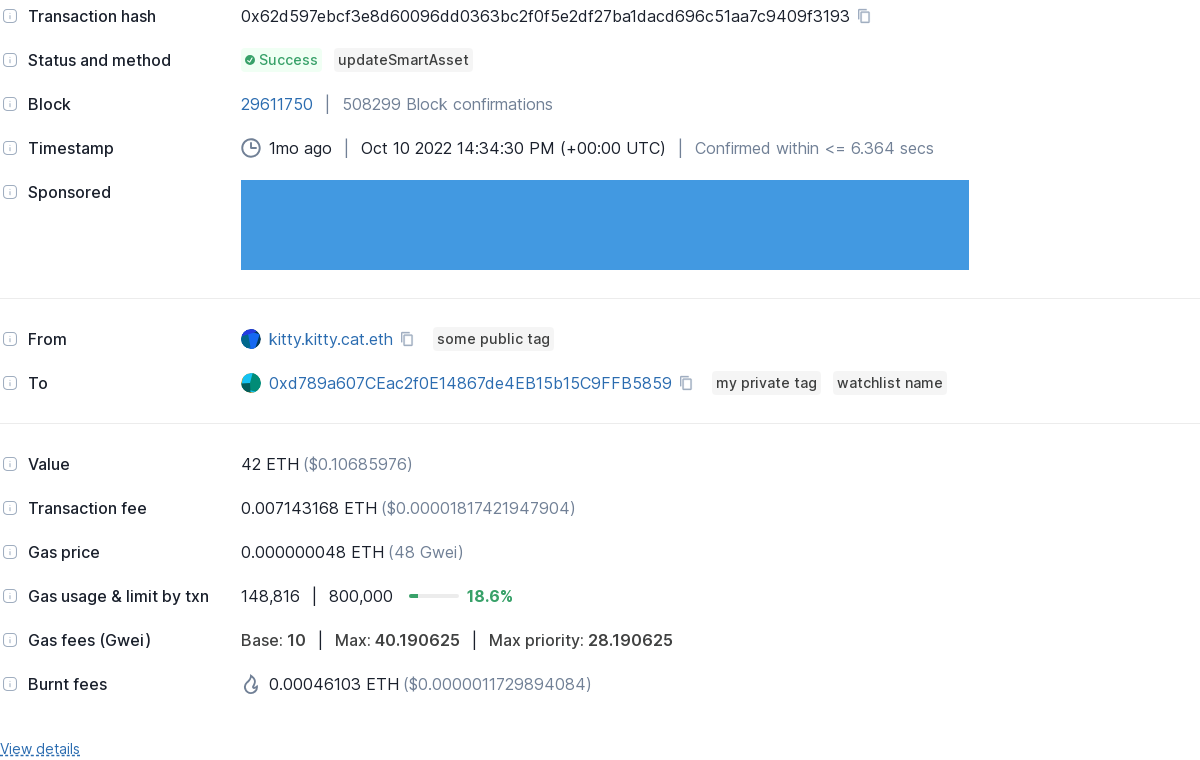 Transaction hash 0x62d597ebcf3e8d60096dd0363bc2f0f5e2df27ba1dacd696c51aa7c9409f3193
Status and method Success updateSmartAsset
Block 29611750 | 508299 Block confirmations
Timestamp 1mo ago | Oct 10 2022 14:34:30 PM (+00:00 UTC) | Confirmed within <= 6.364 secs
Sponsored
From kitty.kitty.cat.eth some public tag
To 0xd789a607CEac2f0E14867de4EB15b15C9FFB5859 my private tag watchlist name
Value 42 ETH ($0.10685976)
Transaction fee 0.007143168 ETH ($0.00001817421947904)
Gas price 0.000000048 ETH (48 Gwei)
Gas usage & limit by txn 148,816 | 800,000 18.6%
Gas fees (Gwei) Base: 10 | Max: 40.190625 | Max priority: 28.190625
Burnt fees 0.00046103 ETH ($0.0000011729894084)
View details